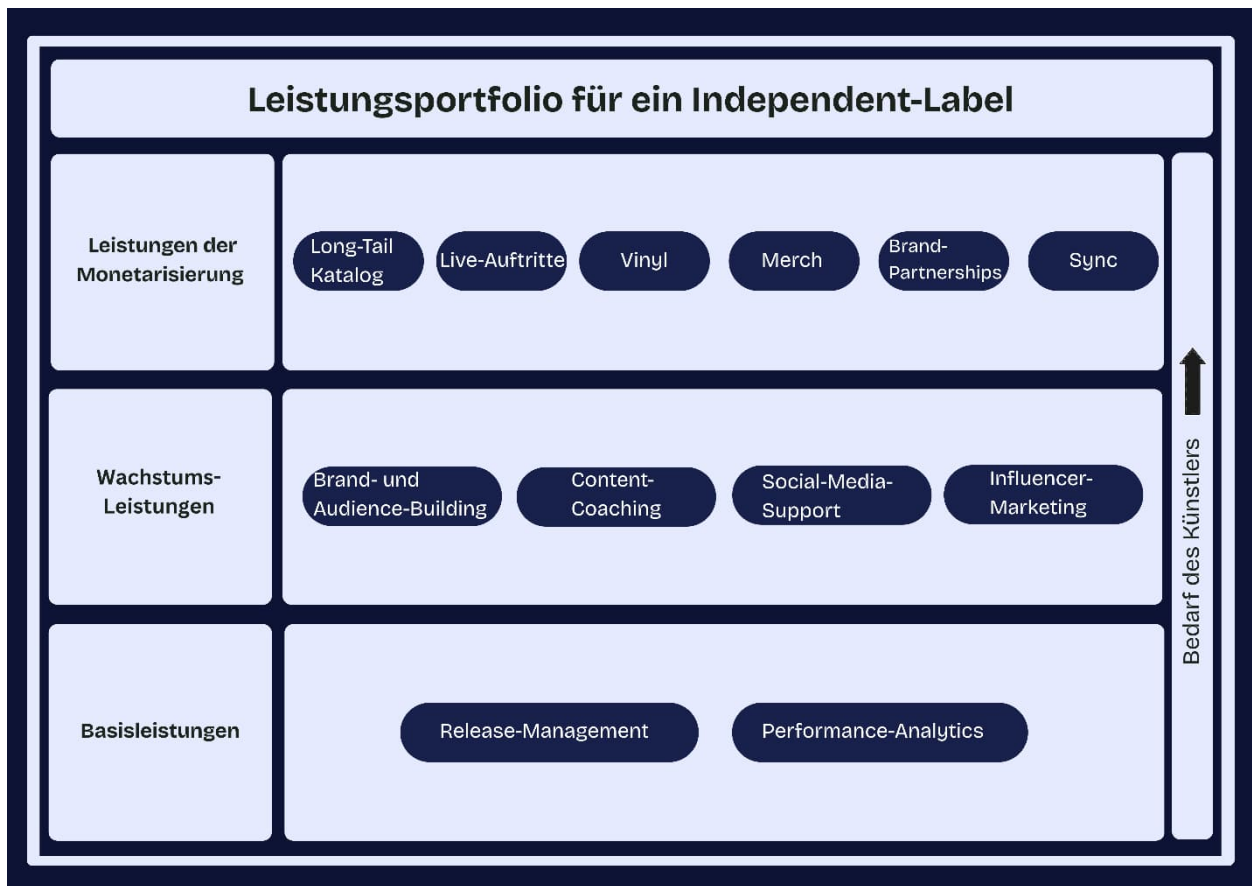 Leistungsportfolio für ein Independent-Label
Leistungen der
Monetarisierung
Long-Tail
Katalog
Live-Auftritte
Vinyl
Merch
Brand-
Partnerships
Sync
Wachstums-
Leistungen
Brand- und
Audience-Building
Content-
Coaching
Social-Media-
Support
Influencer-
Marketing
Basisleistungen
Release-Management
Performance-Analytics
Bedarf des Künstlers